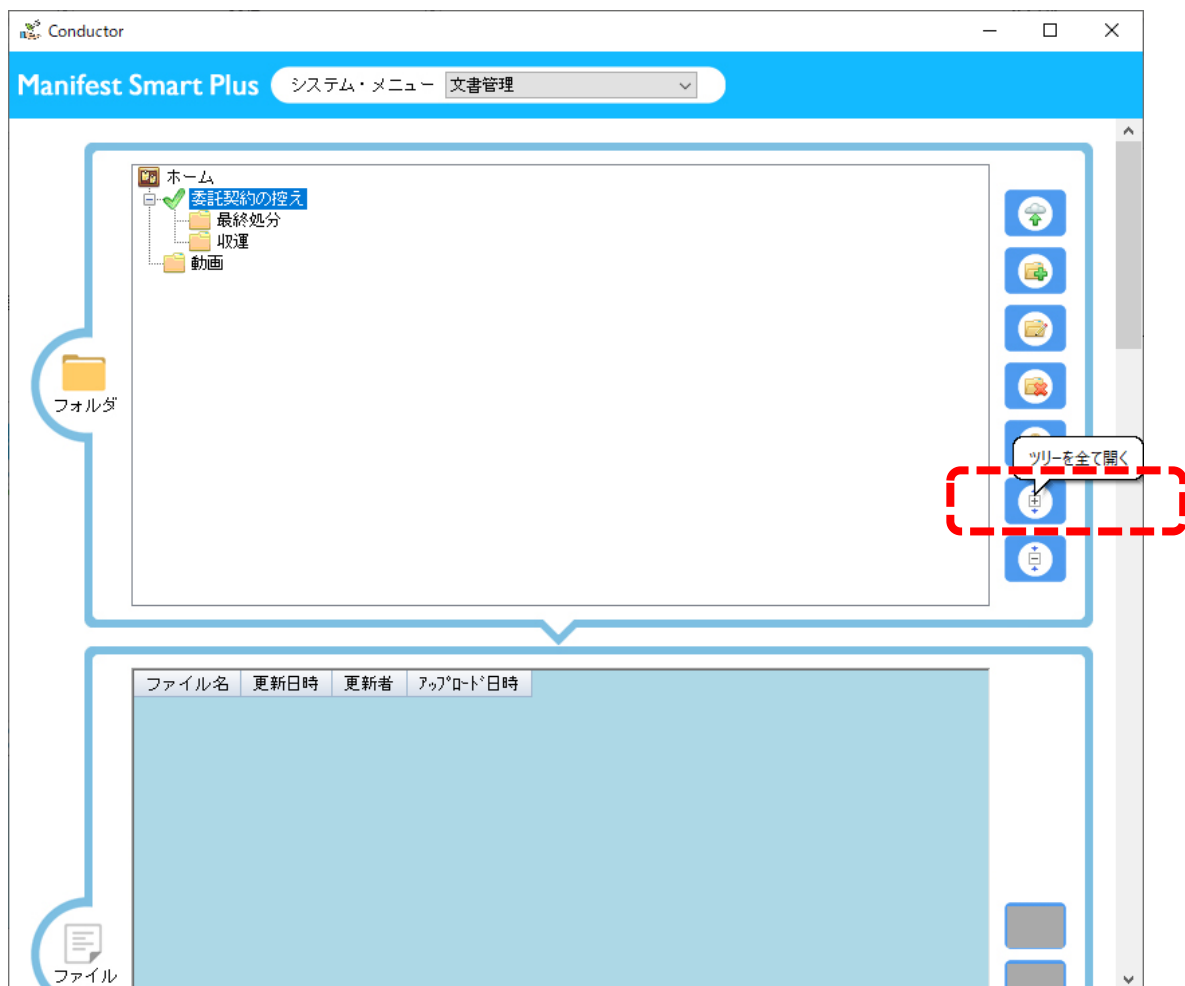 Conductor
Manifest Smart Plus システム・メニュー 文書管理
ホーム
委託契約の控え
最終処分
収運
動画
フォルダ
ツリーを全て開く
ファイル名 更新日時 更新者 ｱｯﾌﾟﾛｰﾄﾞ日時
ファイル